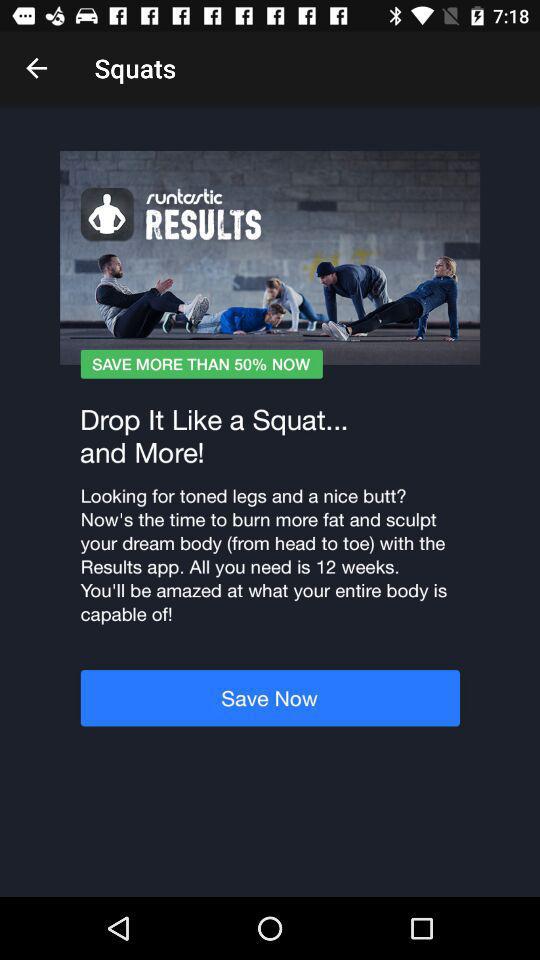 7:18
Squats
runtastic
RESULTS
SAVE MORE THAN 50% NOW
Drop It Like a Squat...
and More!
Looking for toned legs and a nice butt?
Now's the time to burn more fat and sculpt
your dream body (from head to toe) with the
Results app. All you need is 12 weeks.
You'll be amazed at what your entire body is
capable of!
Save Now